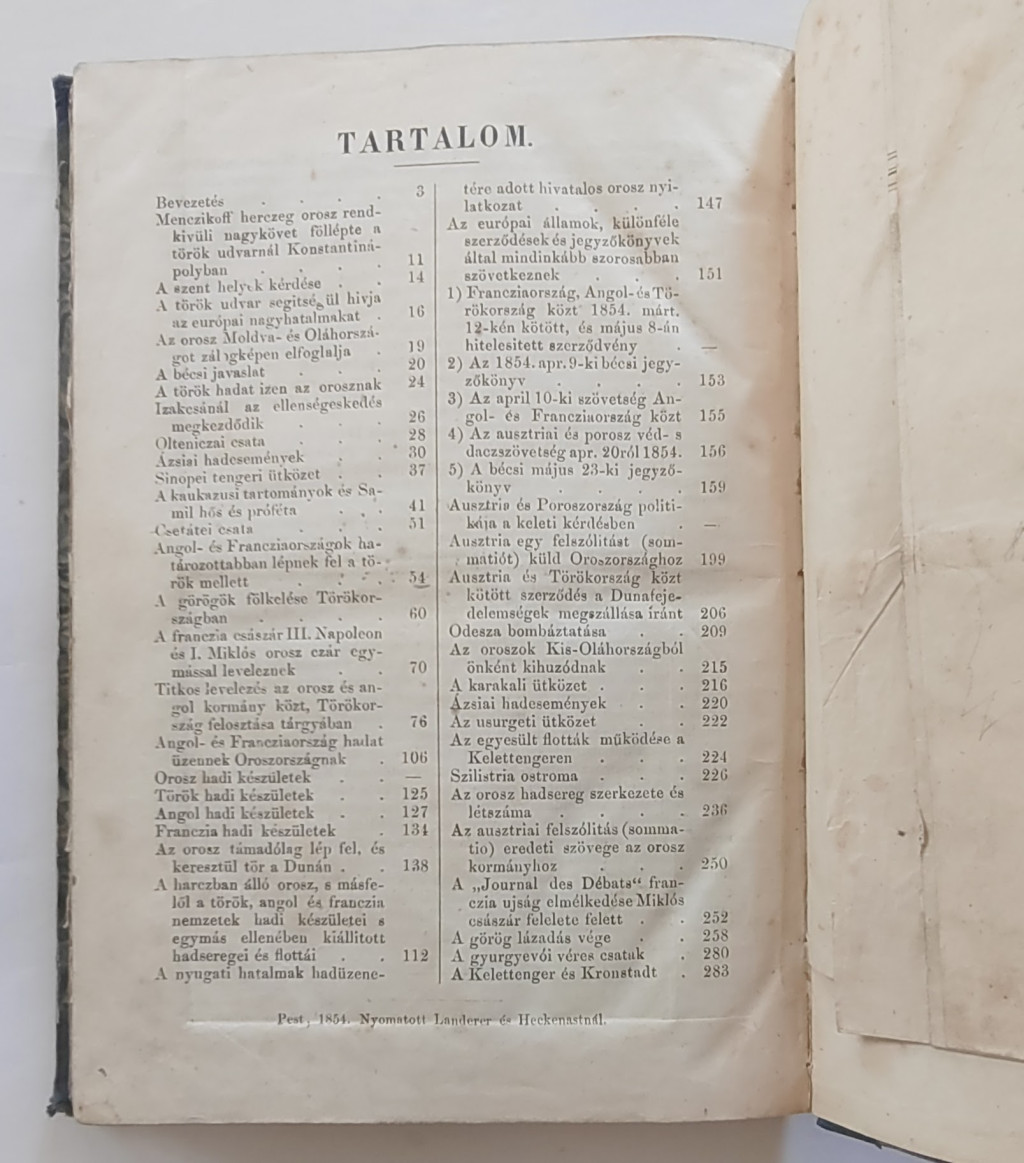 TARTALOM.
Bevezetés . . . . 3
Menczikoff herczeg orosz rend-
kivüli nagykövet föllépte a
török udvarnál Konstantiná-
polyban . . . . 11
A szent helyek kérdése . . 14
A török udvar segitségül hivja
az európai nagyhatalmakat . 16
Az orosz Moldva- és Oláhorszá-
got zálogképen elfoglalja . 19
A bécsi javaslat . . . 20
A török hadat izen az orosznak 24
Izakcsánál az ellenségeskedés
megkezdődik . . . 26
Olteniczai csata . . . 28
Ázsiai hadesemények . . 30
Sinopei tengeri ütközet . . 37
A kaukazusi tartományok és Sa-
mil hős és próféta . . . 41
Csetátei csata . . . 51
Angol- és Francziaországok ha-
tározottabban lépnek fel a tö-
rök mellett . . . 54
A görögök fölkelése Törökor-
szágban . . . . 60
A franczia császár III. Napoleon
és I. Miklós orosz czár egy-
mással leveleznek . . 70
Titkos levelezés az orosz és an-
gol kormány közt, Törökor-
szág felosztása tárgyában . 76
Angol- és Francziaország hadat
üzennek Oroszországnak . 106
Orosz hadi készületek . . —
Török hadi készületek . . 125
Angol hadi készületek . . 127
Franczia hadi készületek . 134
Az orosz támadólag lép fel, és
keresztül tör a Dunán . . 138
A harczban álló orosz, s másfe-
lől a török, angol és franczia
nemzetek hadi készületei s
egymás ellenében kiállitott
hadseregei és flottái . . 112
A nyugati hatalmak hadüzene-
tére adott hivatalos orosz nyi-
latkozat . . . . 147
Az európai államok, különféle
szerződések és jegyzőkönyvek
által mindinkább szorosabban
szövetkeznek . . . 151
1) Francziaország, Angol- és Tö-
rökország közt 1854. márt.
12-kén kötött, és május 8-án
hitelesitett szerződvény . —
2) Az 1854. apr. 9-ki bécsi jegy-
zőkönyv . . . . 153
3) Az april 10-ki szövetség An-
gol- és Francziaország közt 155
4) Az ausztriai és porosz véd- s
daczszövetség apr. 20ról 1854. 156
5) A bécsi május 23-ki jegyző-
könyv . . . . 159
Ausztria és Poroszország politi-
kája a keleti kérdésben . —
Ausztria egy felszólitást (som-
matiót) küld Oroszországhoz 199
Ausztria és Törökország közt
kötött szerződés a Dunafeje-
delemségek megszállása iránt 206
Odesza bombáztatása . . 209
Az oroszok Kis-Oláhországból
önként kihuzódnak . . 215
A karakali ütközet . . . 216
Ázsiai hadesemények . . 220
Az usurgeti ütközet . . 222
Az egyesült flották működése a
Kelettengeren . . . 224
Szilistria ostroma . . . 226
Az orosz hadsereg szerkezete és
létszáma . . . . 236
Az ausztriai felszólitás (somma-
tio) eredeti szövege az orosz
kormányhoz . . . 250
A „Journal des Débats“ fran-
czia ujság elmélkedése Miklós
császár felelete felett . . 252
A görög lázadás vége . . 258
A gyurgyevói véres csaták . 280
A Kelettenger és Kronstadt . 283
Pest, 1854. Nyomatott Landerer és Heckenastnál.